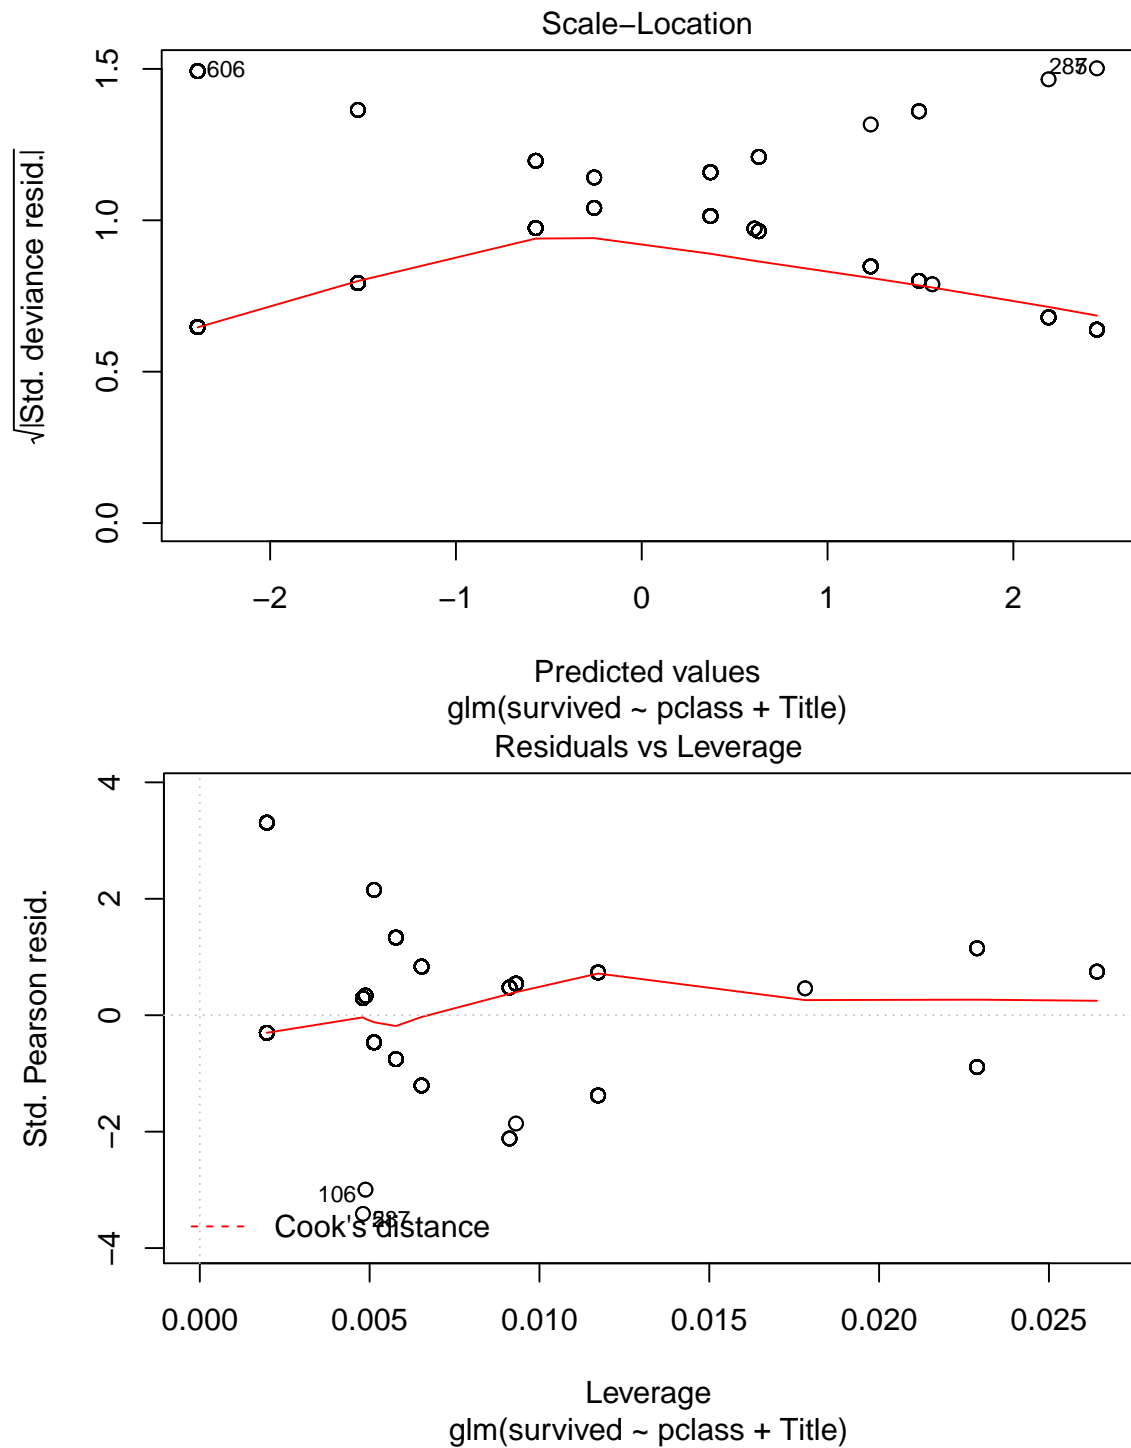 Scale−Location
√|Std. deviance resid.|
1.5
1.0
0.5
0.0
606
−2
−1
0
1
2
Predicted values
glm(survived ~ pclass + Title)
Residuals vs Leverage
Std. Pearson resid.
4
2
0
−2
−4
106
Cook's distance
0.000
0.005
0.010
0.015
0.020
0.025
Leverage
glm(survived ~ pclass + Title)